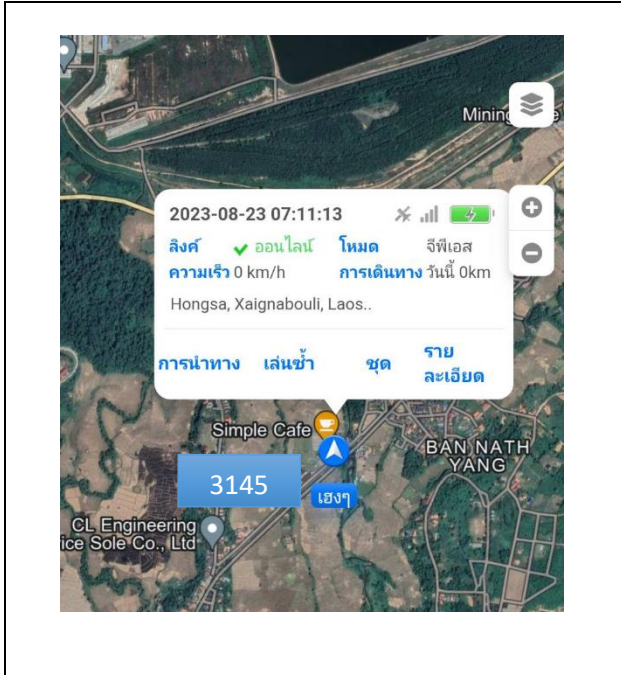 Mining
2023-08-23 07:11:13
ลิงค์ ออนไลน์ โหมด จีพีเอส
ความเร็ว 0 km/h การเดินทาง วันนี้ 0km
Hongsa, Xaignabouli, Laos..
การนำทาง เล่นซ้ำ ชุด ราย
ละเอียด
Simple Cafe
BAN NATH
YANG
3145
เฮงๆ
CL Engineering
ice Sole Co., Ltd